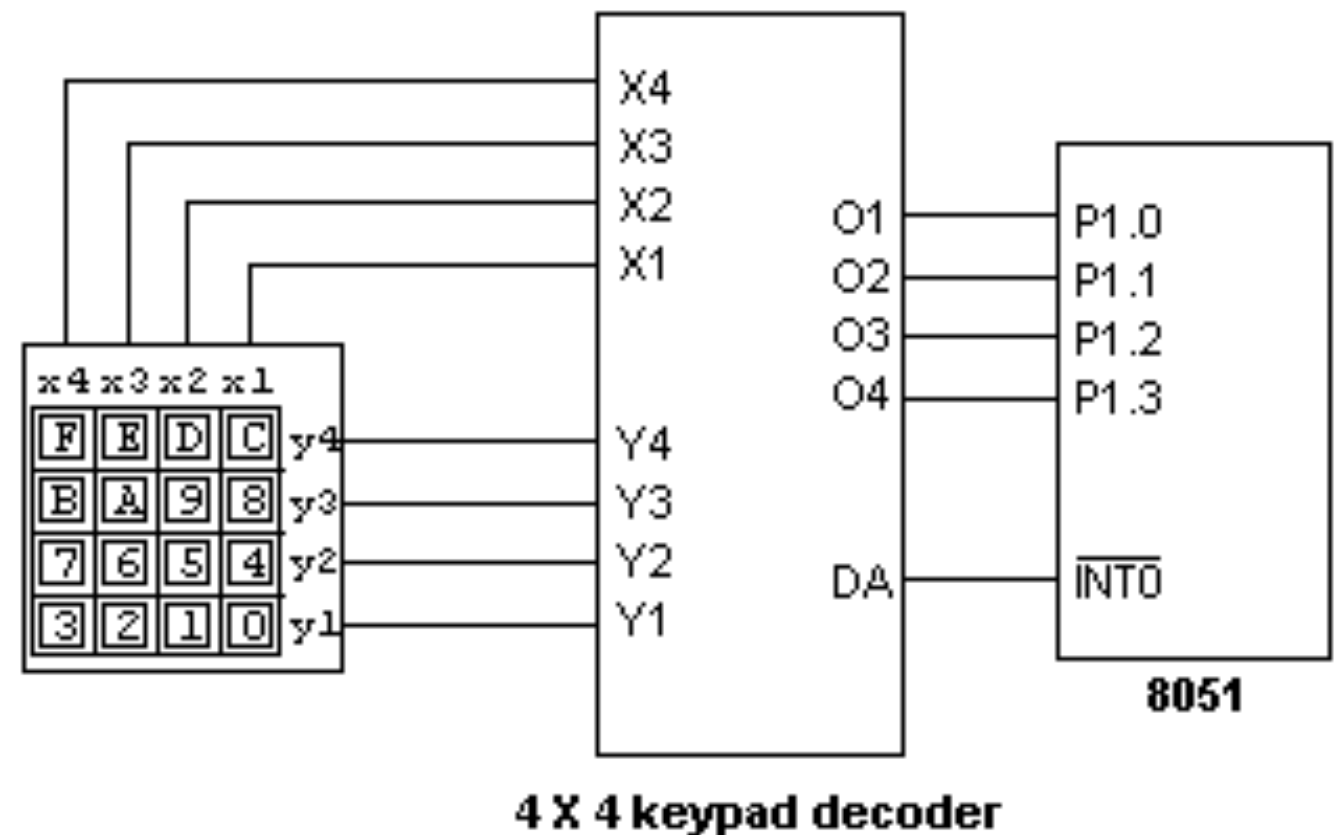 X4
X3
X2
X1
O1
O2
O3
O4
P1.0
P1.1
P1.2
P1.3
x4 x3 x2 x1
F E D C y4
B A 9 8 y3
7 6 5 4 y2
3 2 1 0 y1
Y4
Y3
Y2
Y1
DA
INT0
8051
4 X 4 keypad decoder